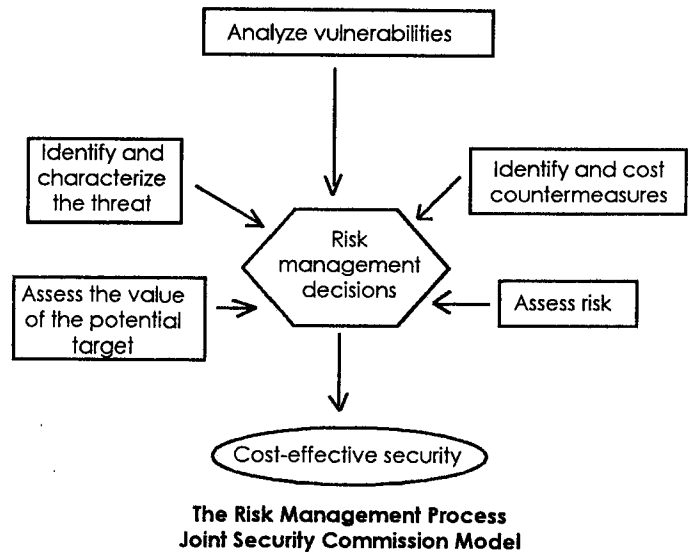 Analyze vulnerabilities
Identify and
characterize
the threat
Identify and cost
countermeasures
Risk
management
decisions
Assess the value
of the potential
target
Assess risk
Cost-effective security
The Risk Management Process
Joint Security Commission Model